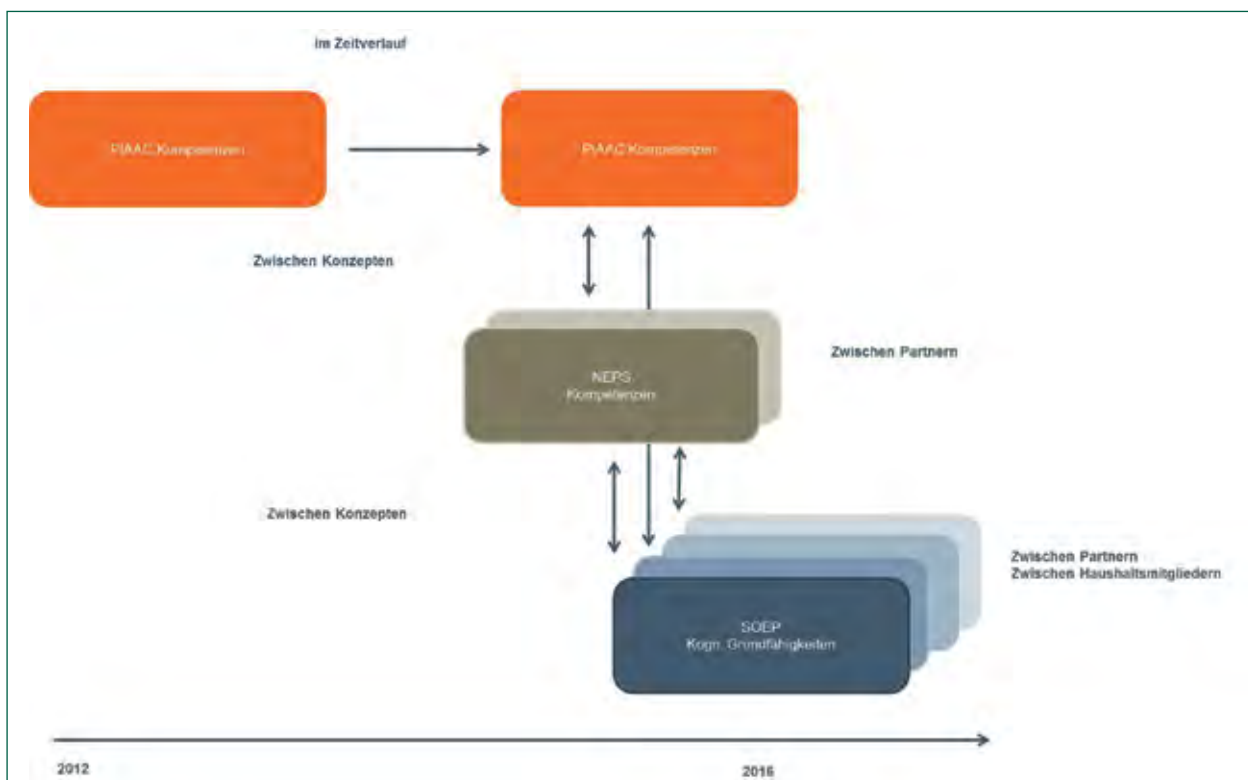 im Zeitverlauf
PIAAC Kompetenzen
PIAAC Kompetenzen
Zwischen Konzepten
NEPS
Kompetenzen
Zwischen Partnern
Zwischen Konzepten
SOEP
Kogn. Grundfähigkeiten
Zwischen Partnern
Zwischen Haushaltsmitgliedern
2012
2016